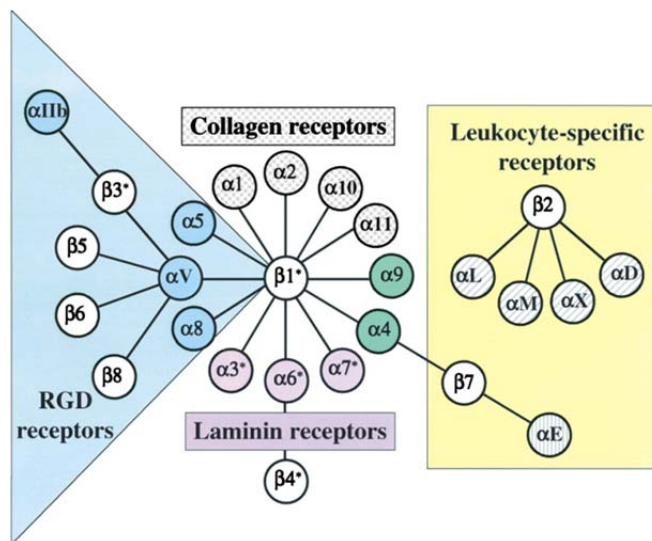 αIIb
Collagen receptors
Leukocyte-specific
receptors
β3*
α1
α2
α10
α11
β2
β5
α5
αV
β1*
α9
αL
αM
αX
αD
β6
α8
α4
β8
α3*
α6*
α7*
β7
RGD
receptors
Laminin receptors
αE
β4*